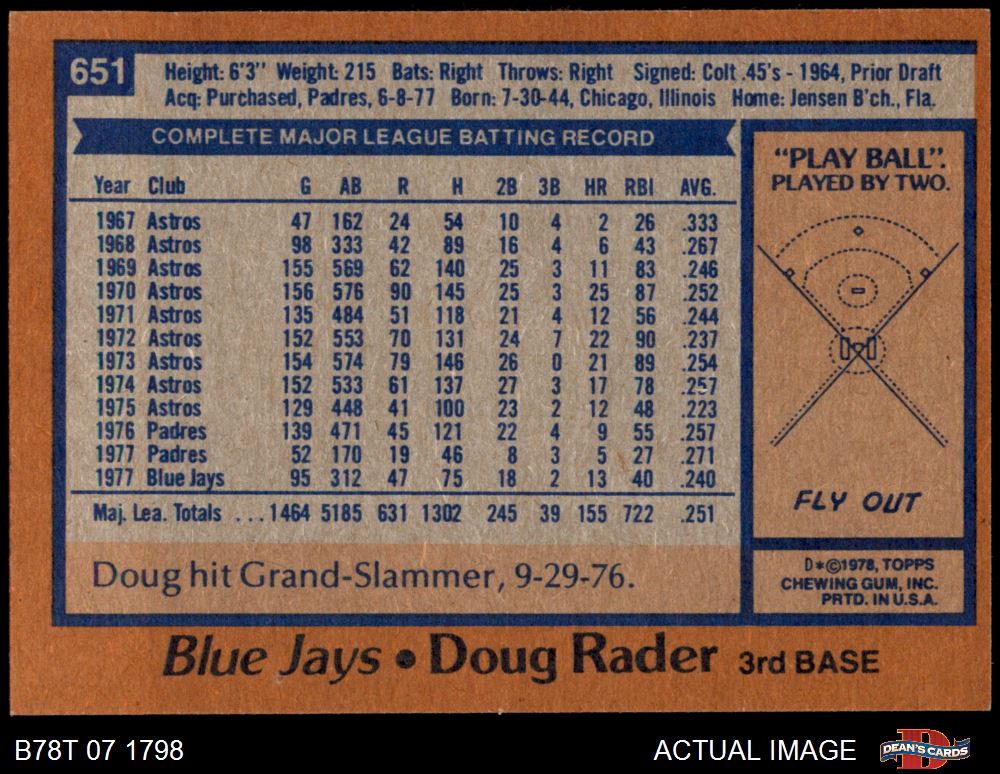 651
Height: 6'3" Weight: 215 Bats: Right Throws: Right Signed: Colt .45's - 1964, Prior Draft
Acq: Purchased, Padres, 6-8-77 Born: 7-30-44, Chicago, Illinois Home: Jensen B'ch., Fla.
COMPLETE MAJOR LEAGUE BATTING RECORD
Year Club G AB R H 2B 3B HR RBI AVG.
1967 Astros 47 162 24 54 10 4 2 26 .333
1968 Astros 98 333 42 89 16 4 6 43 .267
1969 Astros 155 569 62 140 25 3 11 83 .246
1970 Astros 156 576 90 145 25 3 25 87 .252
1971 Astros 135 484 51 118 21 4 12 56 .244
1972 Astros 152 553 70 131 24 7 22 90 .237
1973 Astros 154 574 79 146 26 0 21 89 .254
1974 Astros 152 533 61 137 27 3 17 78 .257
1975 Astros 129 448 41 100 23 2 12 48 .223
1976 Padres 139 471 45 121 22 4 9 55 .257
1977 Padres 52 170 19 46 8 3 5 27 .271
1977 Blue Jays 95 312 47 75 18 2 13 40 .240
Maj. Lea. Totals ...1464 5185 631 1302 245 39 155 722 .251
Doug hit Grand-Slammer, 9-29-76.
"PLAY BALL".
PLAYED BY TWO.
FLY OUT
D*©1978, TOPPS
CHEWING GUM, INC.
PRTD. IN U.S.A.
Blue Jays • Doug Rader 3rd BASE
B78T 07 1798
ACTUAL IMAGE
DEAN'S CARDS